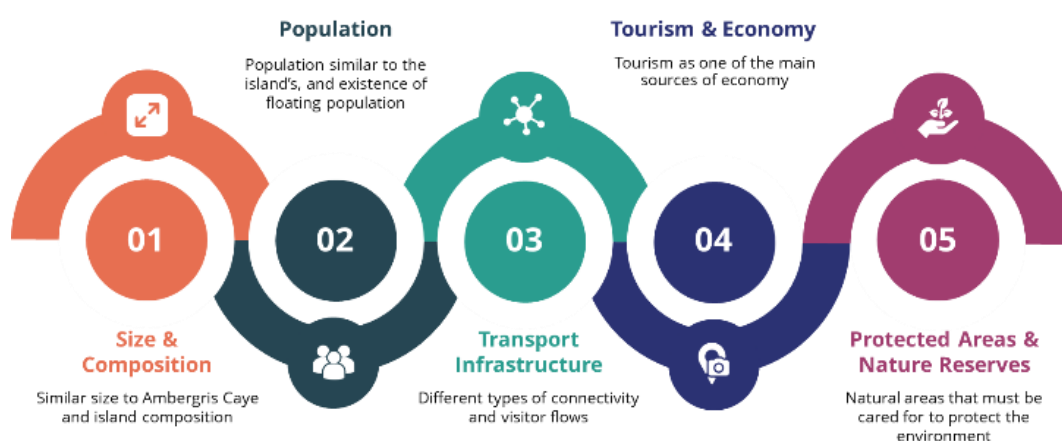 01
Size &
Composition
Similar size to Ambergris Caye
and island composition
Population
Population similar to the
island's, and existence of
floating population
02
03
Transport
Infrastructure
Different types of connectivity
and visitor flows
Tourism & Economy
Tourism as one of the main
sources of economy
04
05
Protected Areas &
Nature Reserves
Natural areas that must be
cared for to protect the
environment